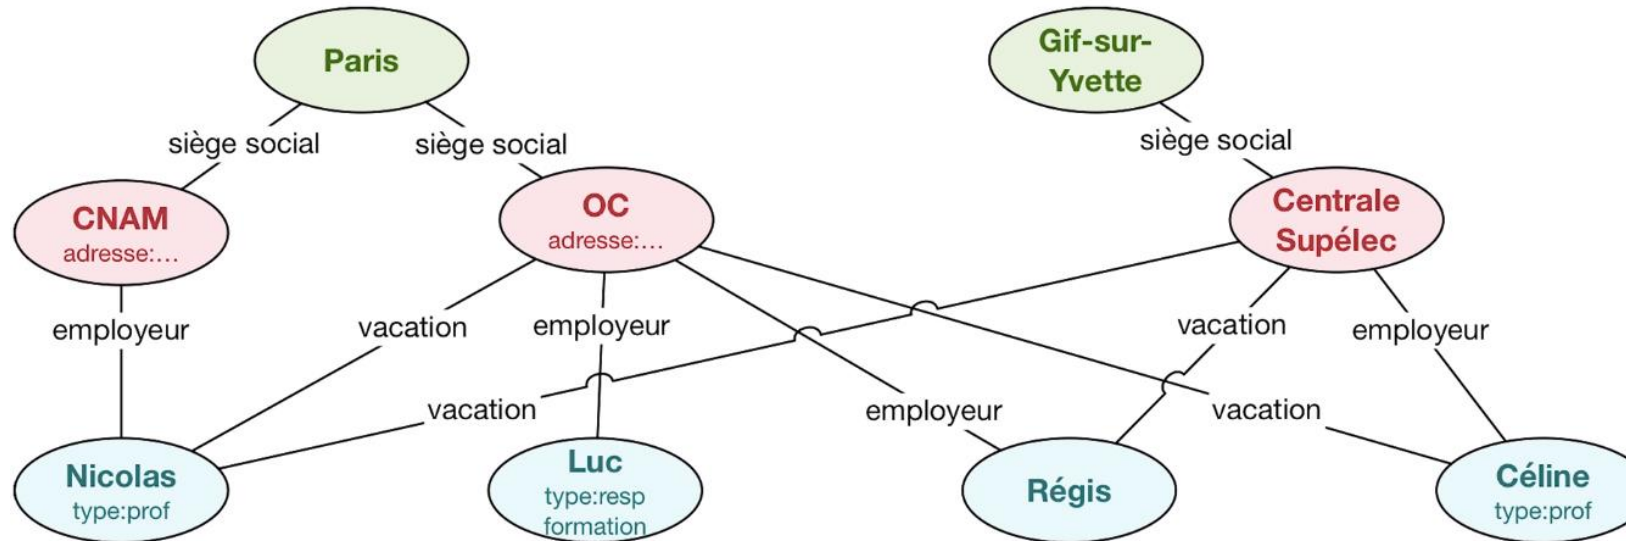 Paris
Gif-sur-
Yvette
siège social
siège social
siège social
CNAM
adresse:...
OC
adresse:...
Centrale
Supélec
employeur
vacation
employeur
vacation
employeur
vacation
employeur
vacation
Nicolas
type:prof
Luc
type:resp
formation
Régis
Céline
type:prof